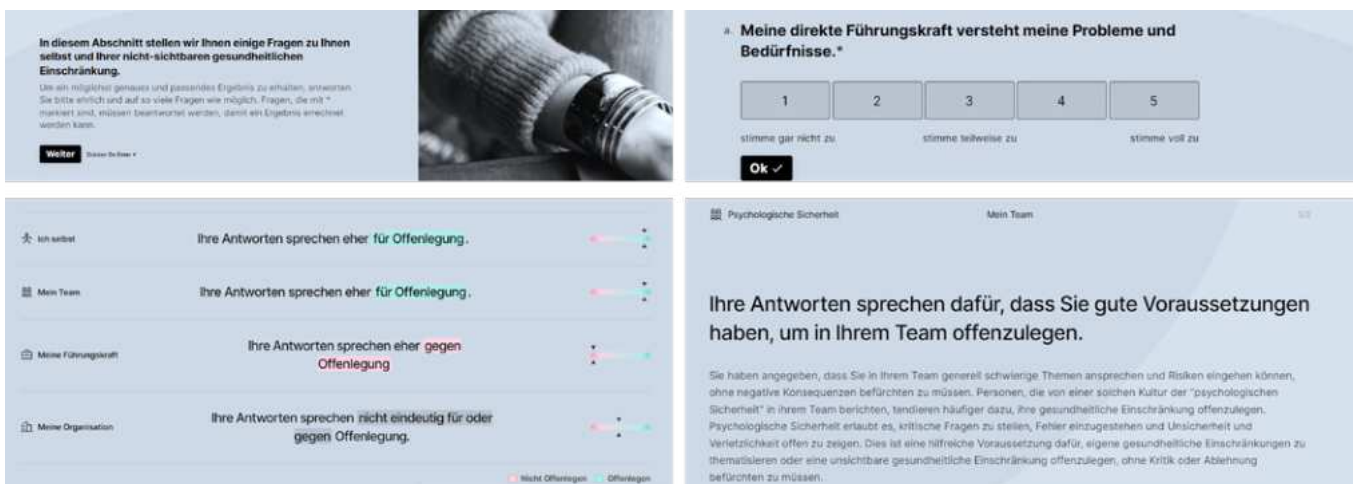 In diesem Abschnitt stellen wir Ihnen einige Fragen zu Ihnen
selbst und Ihrer nicht-sichtbaren gesundheitlichen
Einschränkung.
Um ein möglichst genaues und passendes Ergebnis zu erhalten, antworten
Sie bitte ehrlich und auf so viele Fragen wie möglich. Fragen, die mit *
markiert sind, müssen beantwortet werden, damit ein Ergebnis errechnet
werden kann.
Weiter
a. Meine direkte Führungskraft versteht meine Probleme und
Bedürfnisse.*
1 2 3 4 5
stimme gar nicht zu stimme teilweise zu stimme voll zu
Ok ✓
Ich selbst Ihre Antworten sprechen eher für Offenlegung.
Mein Team Ihre Antworten sprechen eher für Offenlegung.
Meine Führungskraft Ihre Antworten sprechen eher gegen
Offenlegung
Meine Organisation Ihre Antworten sprechen nicht eindeutig für oder
gegen Offenlegung.
Nicht Offenlegen Offenlegen
Psychologische Sicherheit Mein Team
Ihre Antworten sprechen dafür, dass Sie gute Voraussetzungen
haben, um in Ihrem Team offenzulegen.
Sie haben angegeben, dass Sie in Ihrem Team generell schwierige Themen ansprechen und Risiken eingehen können,
ohne negative Konsequenzen befürchten zu müssen. Personen, die von einer solchen Kultur der "psychologischen
Sicherheit" in ihrem Team berichten, tendieren häufiger dazu, ihre gesundheitliche Einschränkung offenzulegen.
Psychologische Sicherheit erlaubt es, kritische Fragen zu stellen, Fehler einzugestehen und Unsicherheit und
Verletzlichkeit offen zu zeigen. Dies ist eine hilfreiche Voraussetzung dafür, eigene gesundheitliche Einschränkungen zu
thematisieren oder eine unsichtbare gesundheitliche Einschränkung offenzulegen, ohne Kritik oder Ablehnung
befürchten zu müssen.